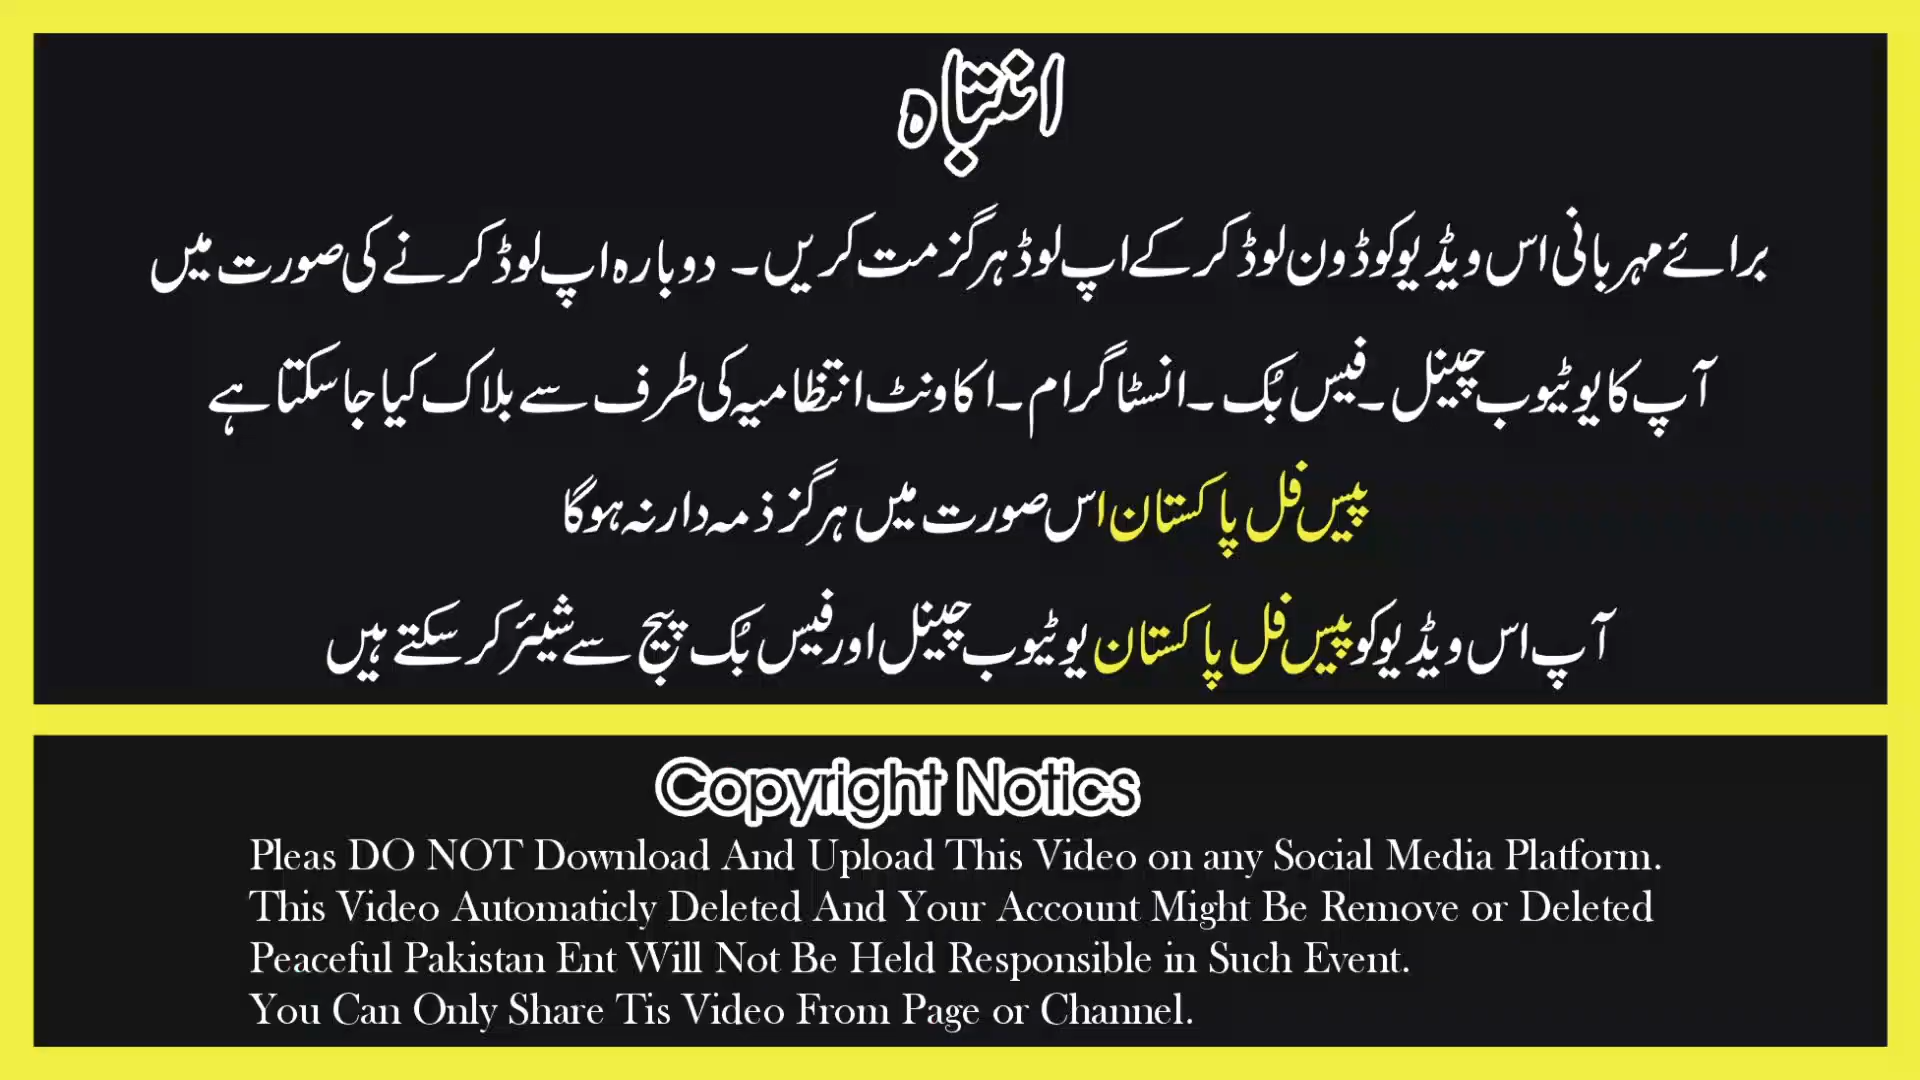 انتباہ
برائے مہربانی اس ویڈیو کو ڈون لوڈ کر کے اپ لوڈ ہرگز مت کریں۔ دوبارہ اپ لوڈ کرنے کی صورت میں
آپ کا یوٹیوب چینل۔ فیس بُک۔ انسٹاگرام۔ اکاونٹ انتظامیہ کی طرف سے بلاک کیا جا سکتا ہے
پیس فل پاکستان اس صورت میں ہرگز ذمہ دار نہ ہوگا
آپ اس ویڈیو کو پیس فل پاکستان یوٹیوب چینل اور فیس بُک پیج سے شیئر کر سکتے ہیں
Copyright Notics
Pleas DO NOT Download And Upload This Video on any Social Media Platform.
This Video Automaticly Deleted And Your Account Might Be Remove or Deleted
Peaceful Pakistan Ent Will Not Be Held Responsible in Such Event.
You Can Only Share Tis Video From Page or Channel.